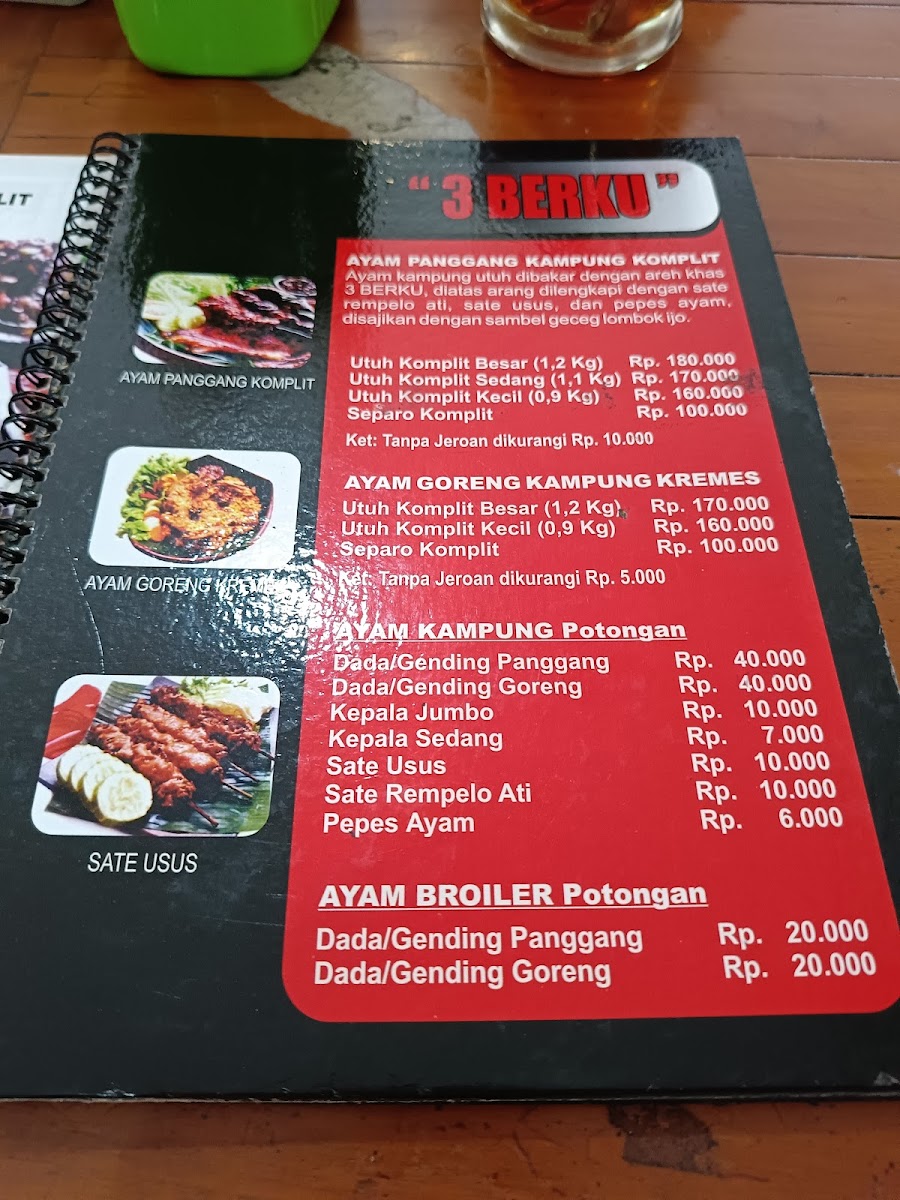 LIT
“ 3 BERKU ”
AYAM PANGGANG KAMPUNG KOMPLIT
Ayam kampung utuh dibakar dengan areh khas
3 BERKU, diatas arang dilengkapi dengan sate
rempelo ati, sate usus, dan pepes ayam,
disajikan dengan sambel geceg lombok ijo.
AYAM PANGGANG KOMPLIT
Utuh Komplit Besar (1,2 Kg) Rp. 180.000
Utuh Komplit Sedang (1,1 Kg) Rp. 170.000
Utuh Komplit Kecil (0,9 Kg) Rp. 160.000
Separo Komplit Rp. 100.000
Ket: Tanpa Jeroan dikurangi Rp. 10.000
AYAM GORENG KAMPUNG KREMES
Utuh Komplit Besar (1,2 Kg) Rp. 170.000
Utuh Komplit Kecil (0,9 Kg) Rp. 160.000
Separo Komplit Rp. 100.000
Ket: Tanpa Jeroan dikurangi Rp. 5.000
AYAM GORENG KREMES
AYAM KAMPUNG Potongan
Dada/Gending Panggang Rp. 40.000
Dada/Gending Goreng Rp. 40.000
Kepala Jumbo Rp. 10.000
Kepala Sedang Rp. 7.000
Sate Usus Rp. 10.000
Sate Rempelo Ati Rp. 10.000
Pepes Ayam Rp. 6.000
SATE USUS
AYAM BROILER Potongan
Dada/Gending Panggang Rp. 20.000
Dada/Gending Goreng Rp. 20.000